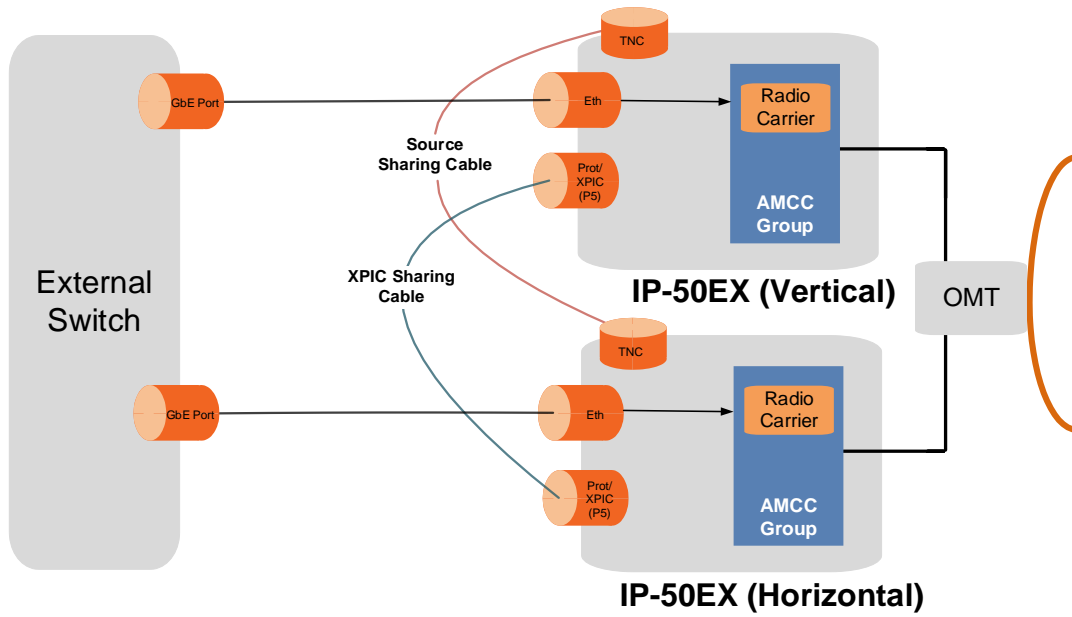 TNC
GbE Port
Eth
Radio
Carrier
Source
Sharing Cable
Prot/
XPIC
(P5)
AMCC
Group
External
Switch
XPIC Sharing
Cable
IP-50EX (Vertical)
OMT
TNC
GbE Port
Eth
Radio
Carrier
Prot/
XPIC
(P5)
AMCC
Group
IP-50EX (Horizontal)